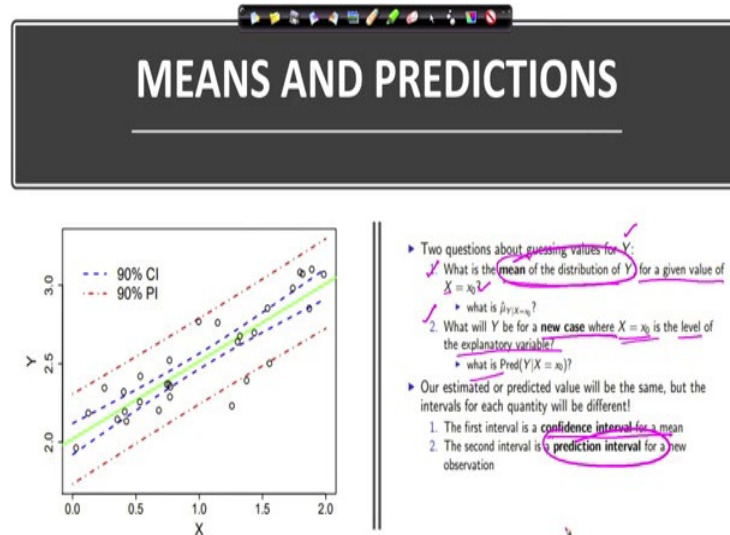 MEANS AND PREDICTIONS
90% CI
90% PI
Y
3.0
2.5
2.0
0.0 0.5 1.0 1.5 2.0
X
Two questions about guessing values for Y:
1. What is the mean of the distribution of Y for a given value of
X = x₀?
what is μ̂_{Y|X=x₀}?
2. What will Y be for a new case where X = x₀ is the level of
the explanatory variable?
what is Pred(Y|X = x₀)?
Our estimated or predicted value will be the same, but the
intervals for each quantity will be different!
1. The first interval is a confidence interval for a mean
2. The second interval is a prediction interval for a new
observation